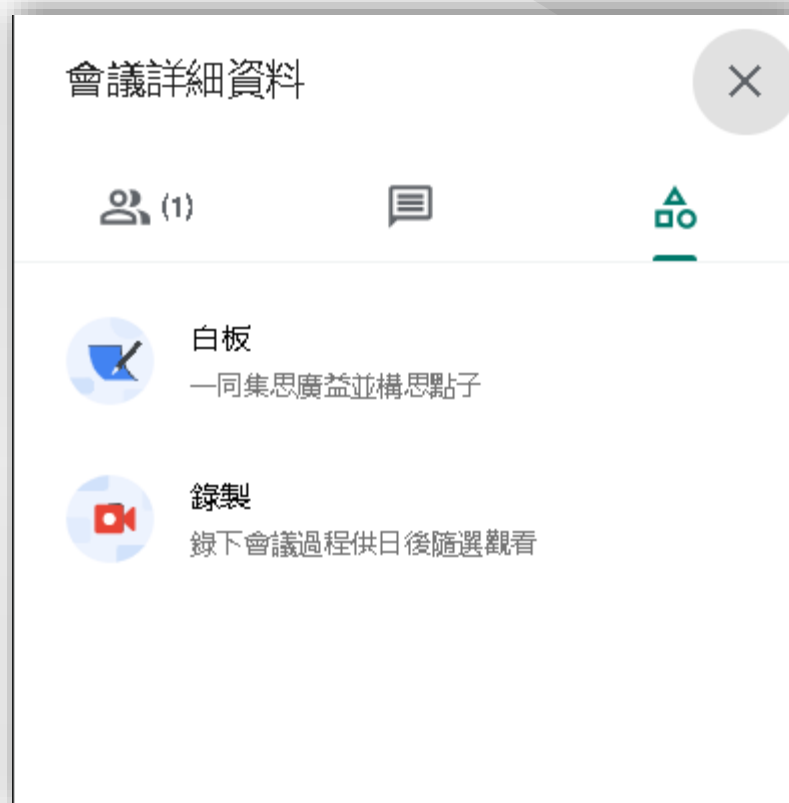 會議詳細資料
(1)
白板
一同集思廣益並構思點子
錄製
錄下會議過程供日後隨選觀看